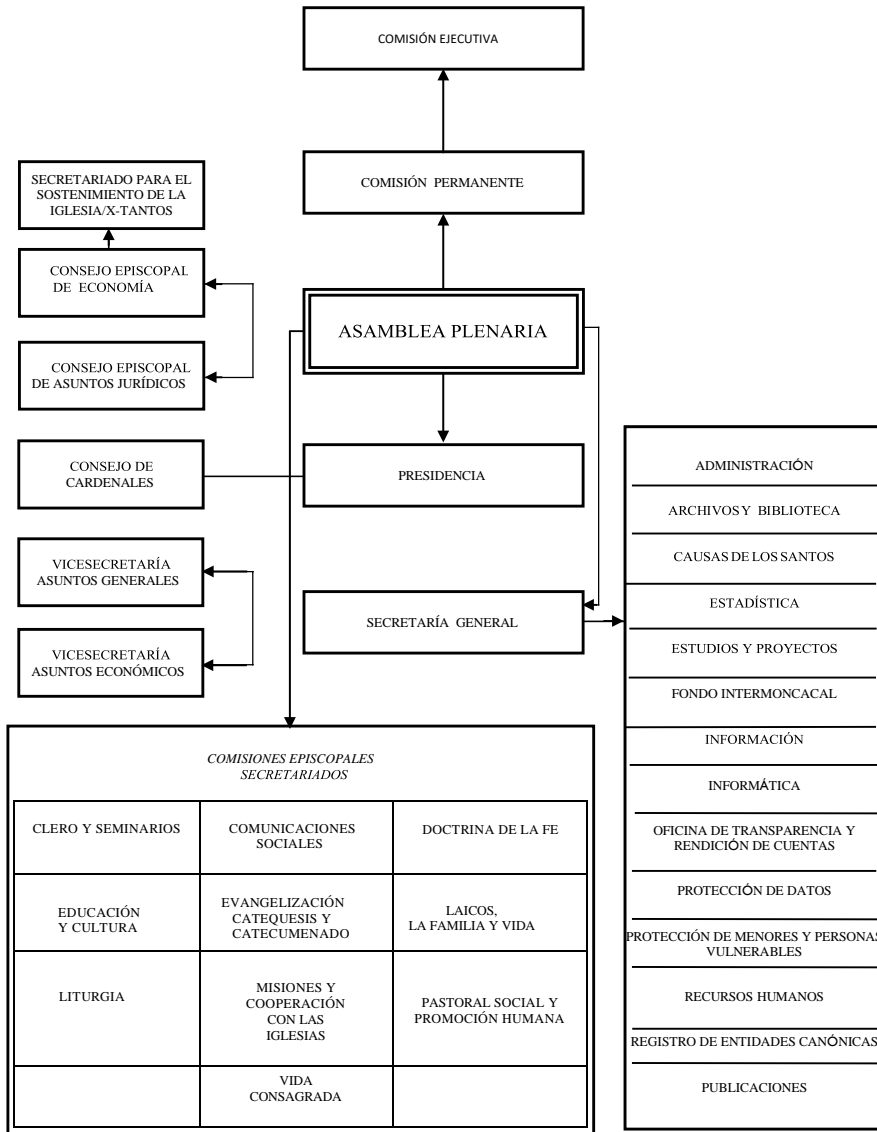 COMISIÓN EJECUTIVA
COMISIÓN PERMANENTE
SECRETARIADO PARA EL
SOSTENIMIENTO DE LA
IGLESIA/X-TANTOS
CONSEJO EPISCOPAL
DE ECONOMÍA
ASAMBLEA PLENARIA
CONSEJO EPISCOPAL
DE ASUNTOS JURÍDICOS
CONSEJO DE
CARDENALES
PRESIDENCIA
VICESECRETARÍA
ASUNTOS GENERALES
SECRETARÍA GENERAL
VICESECRETARÍA
ASUNTOS ECONÓMICOS
ADMINISTRACIÓN
ARCHIVOS Y BIBLIOTECA
CAUSAS DE LOS SANTOS
ESTADÍSTICA
ESTUDIOS Y PROYECTOS
FONDO INTERMONCACAL
INFORMACIÓN
INFORMÁTICA
OFICINA DE TRANSPARENCIA Y
RENDICIÓN DE CUENTAS
PROTECCIÓN DE DATOS
PROTECCIÓN DE MENORES Y PERSONAS
VULNERABLES
RECURSOS HUMANOS
REGISTRO DE ENTIDADES CANÓNICAS
PUBLICACIONES
COMISIONES EPISCOPALES
SECRETARIADOS
CLERO Y SEMINARIOS
COMUNICACIONES
SOCIALES
DOCTRINA DE LA FE
EDUCACIÓN
Y CULTURA
EVANGELIZACIÓN
CATEQUESIS Y
CATECUMENADO
LAICOS,
LA FAMILIA Y VIDA
LITURGIA
MISIONES Y
COOPERACIÓN
CON LAS
IGLESIAS
PASTORAL SOCIAL Y
PROMOCIÓN HUMANA
VIDA
CONSAGRADA